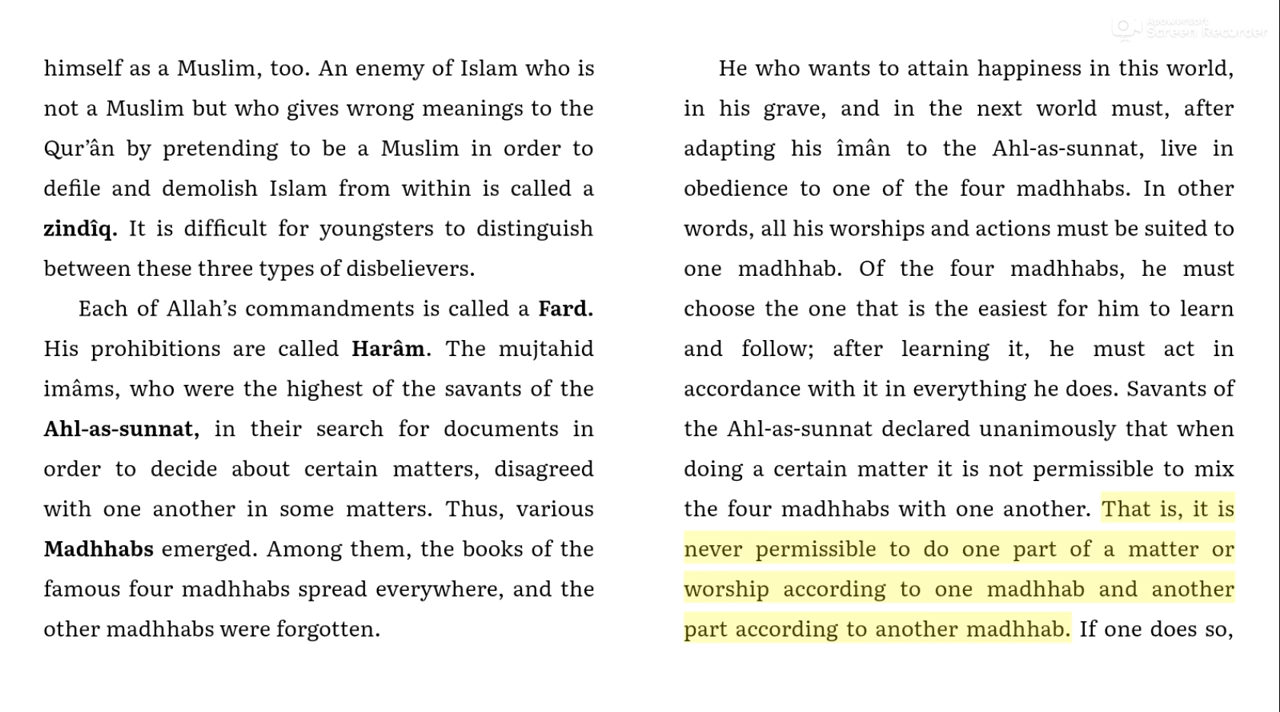 Apowersoft
Screen Recorder
himself as a Muslim, too. An enemy of Islam who is
not a Muslim but who gives wrong meanings to the
Qur’ân by pretending to be a Muslim in order to
defile and demolish Islam from within is called a
zindîq. It is difficult for youngsters to distinguish
between these three types of disbelievers.
Each of Allah’s commandments is called a Fard.
His prohibitions are called Harâm. The mujtahid
imâms, who were the highest of the savants of the
Ahl-as-sunnat, in their search for documents in
order to decide about certain matters, disagreed
with one another in some matters. Thus, various
Madhhabs emerged. Among them, the books of the
famous four madhhabs spread everywhere, and the
other madhhabs were forgotten.
He who wants to attain happiness in this world,
in his grave, and in the next world must, after
adapting his îmân to the Ahl-as-sunnat, live in
obedience to one of the four madhhabs. In other
words, all his worships and actions must be suited to
one madhhab. Of the four madhhabs, he must
choose the one that is the easiest for him to learn
and follow; after learning it, he must act in
accordance with it in everything he does. Savants of
the Ahl-as-sunnat declared unanimously that when
doing a certain matter it is not permissible to mix
the four madhhabs with one another. That is, it is
never permissible to do one part of a matter or
worship according to one madhhab and another
part according to another madhhab. If one does so,